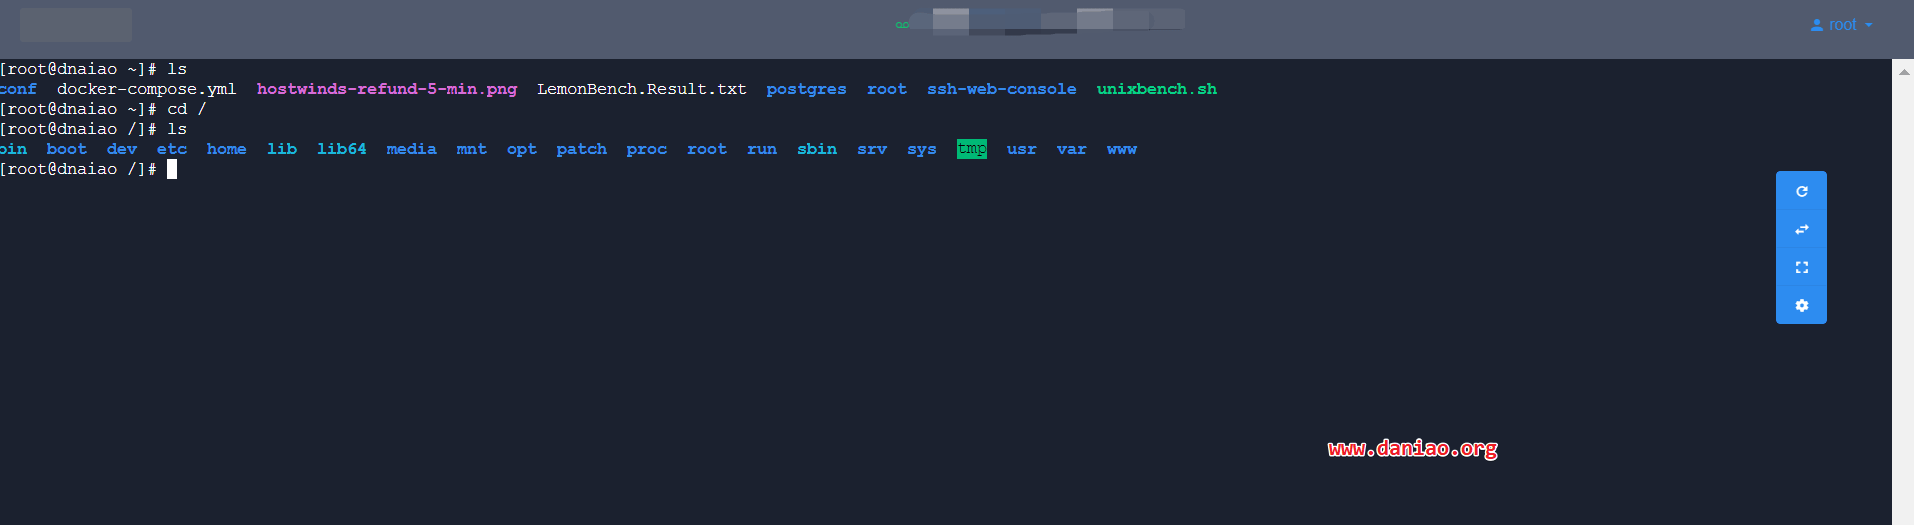 root
[root@dnaiao ~]# ls
conf docker-compose.yml hostwinds-refund-5-min.png LemonBench.Result.txt postgres root ssh-web-console unixbench.sh
[root@dnaiao ~]# cd /
[root@dnaiao /]# ls
bin boot dev etc home lib lib64 media mnt opt patch proc root run sbin srv sys tmp usr var www
[root@dnaiao /]#
www.daniao.org